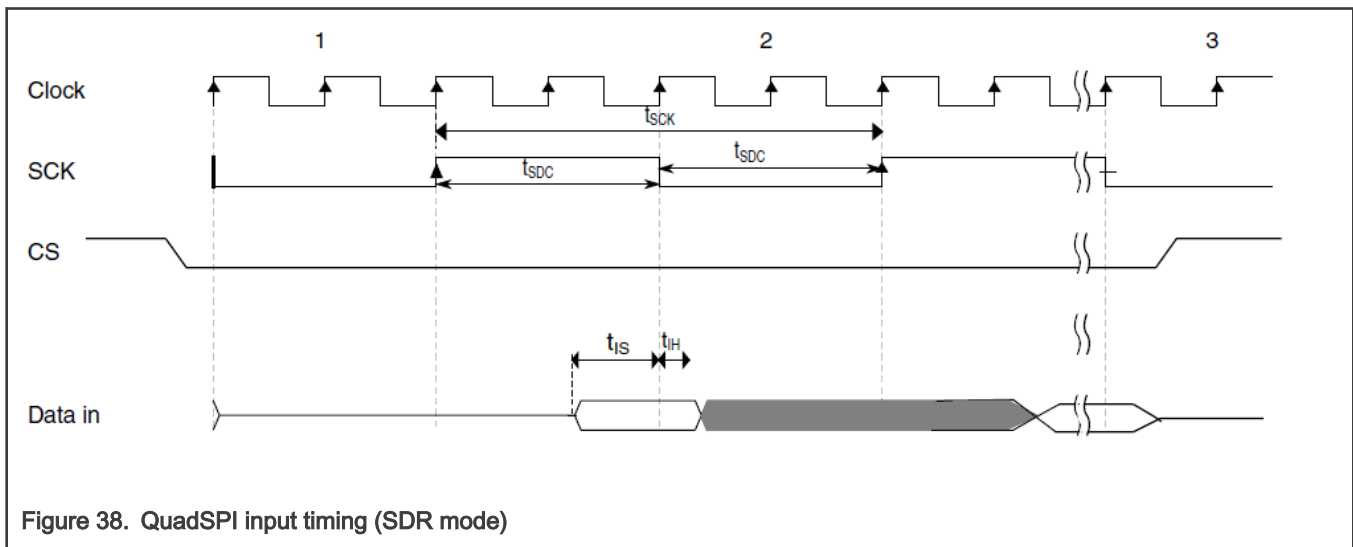 1 2 3
Clock
tSCK
SCK
tSDC
tSDC
CS
tIS
tIH
Data in
Figure 38. QuadSPI input timing (SDR mode)